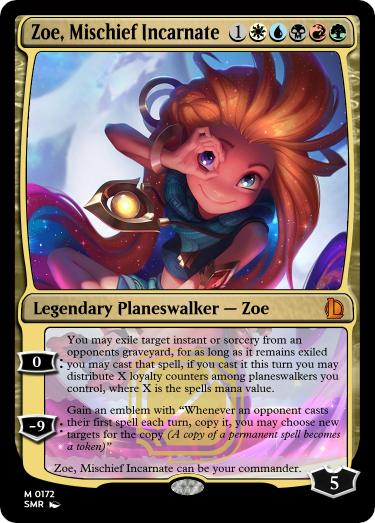 Zoe, Mischief Incarnate 1
Legendary Planeswalker — Zoe
You may exile target instant or sorcery from an
opponents graveyard, for as long as it remains exiled
0 : you may cast that spell, if you cast it this turn you may
distribute X loyalty counters among planeswalkers you
control, where X is the spells mana value.
Gain an emblem with “Whenever an opponent casts
-9 : their first spell each turn, copy it, you may choose new
targets for the copy (A copy of a permanent spell becomes
a token)”
Zoe, Mischief Incarnate can be your commander.
5
M 0172
SMR